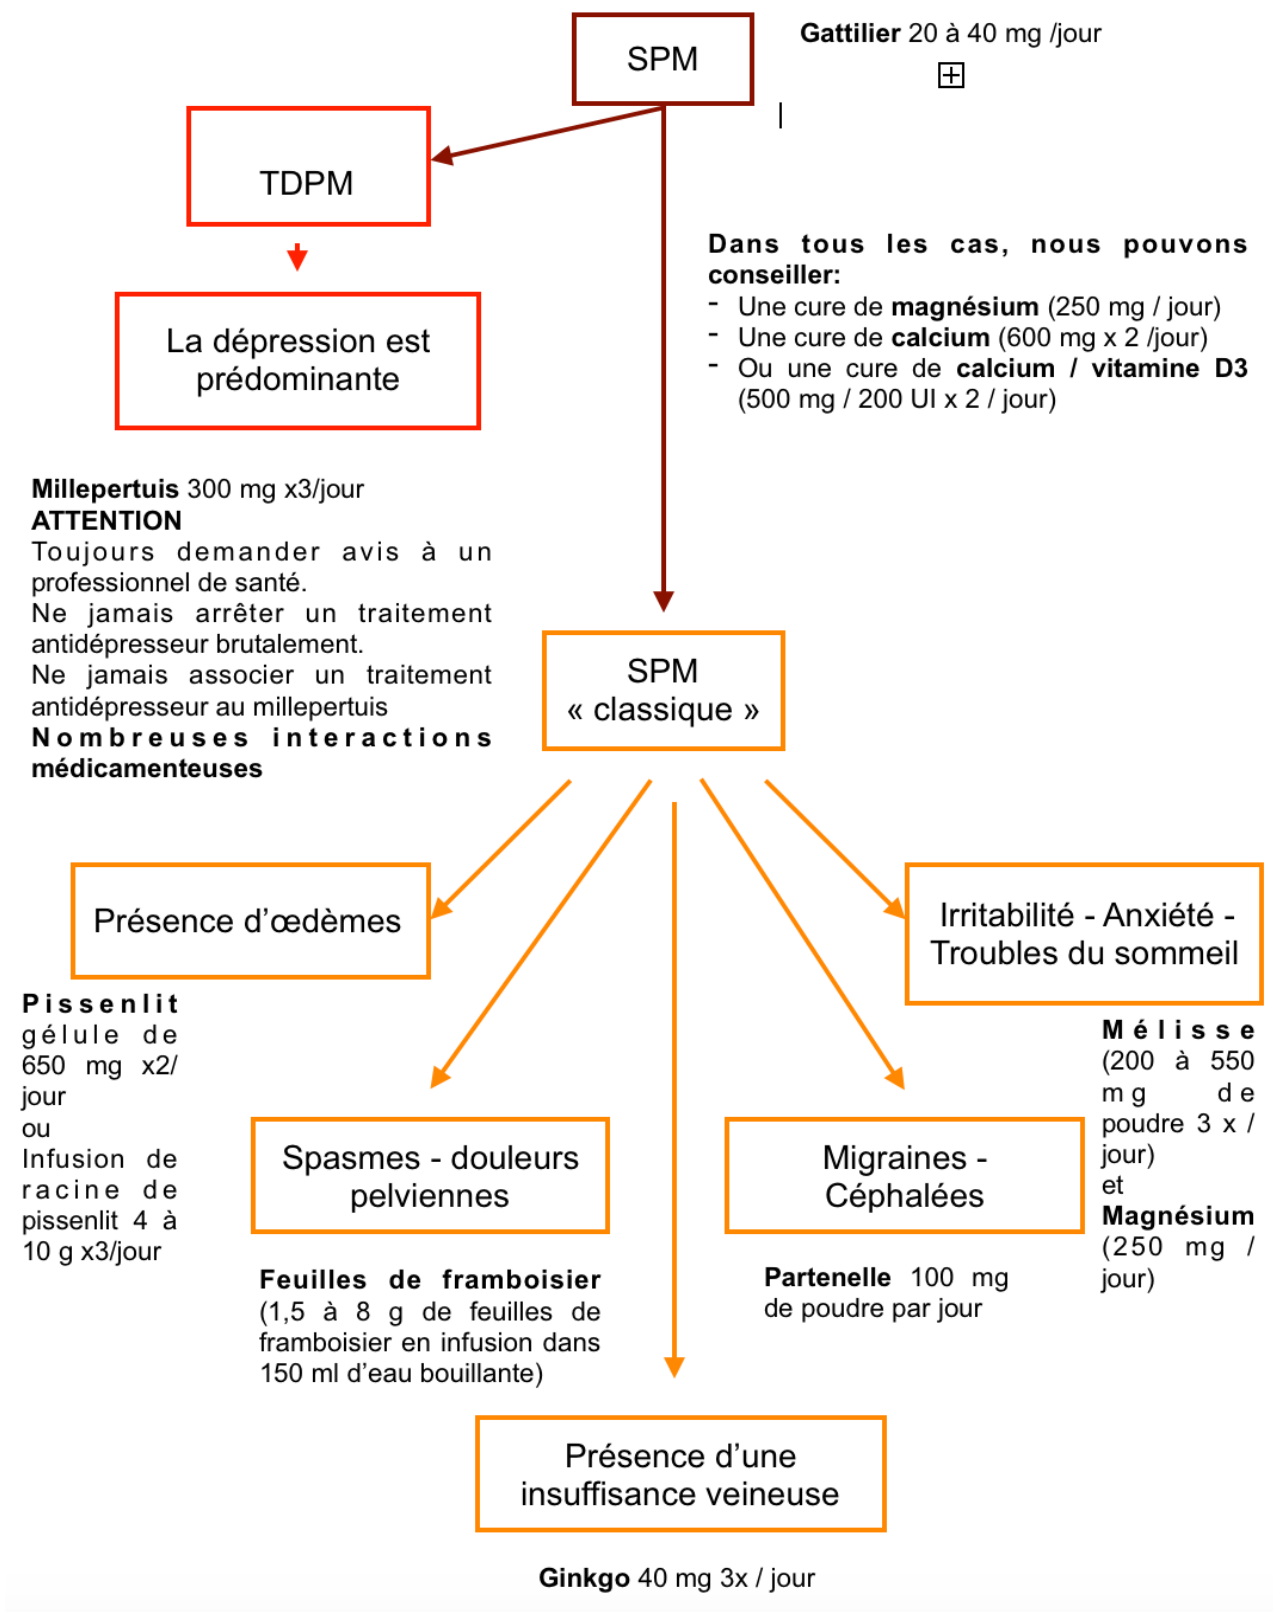 SPM
Gattilier 20 à 40 mg /jour
TDPM
Dans tous les cas, nous pouvons
conseiller:
- Une cure de magnésium (250 mg / jour)
- Une cure de calcium (600 mg x 2 /jour)
- Ou une cure de calcium / vitamine D3
(500 mg / 200 UI x 2 / jour)
La dépression est
prédominante
Millepertuis 300 mg x3/jour
ATTENTION
Toujours demander avis à un
professionnel de santé.
Ne jamais arrêter un traitement
antidépresseur brutalement.
Ne jamais associer un traitement
antidépresseur au millepertuis
Nombreuses interactions
médicamenteuses
SPM
« classique »
Présence d'œdèmes
Pissenlit
gélule de
650 mg x2/
jour
ou
Infusion de
racine de
pissenlit 4 à
10 g x3/jour
Spasmes - douleurs
pelviennes
Feuilles de framboisier
(1,5 à 8 g de feuilles de
framboisier en infusion dans
150 ml d'eau bouillante)
Présence d'une
insuffisance veineuse
Ginkgo 40 mg 3x / jour
Migraines -
Céphalées
Partenelle 100 mg
de poudre par jour
Irritabilité - Anxiété -
Troubles du sommeil
Mélisse
(200 à 550
mg de
poudre 3 x /
jour)
et
Magnésium
(250 mg /
jour)